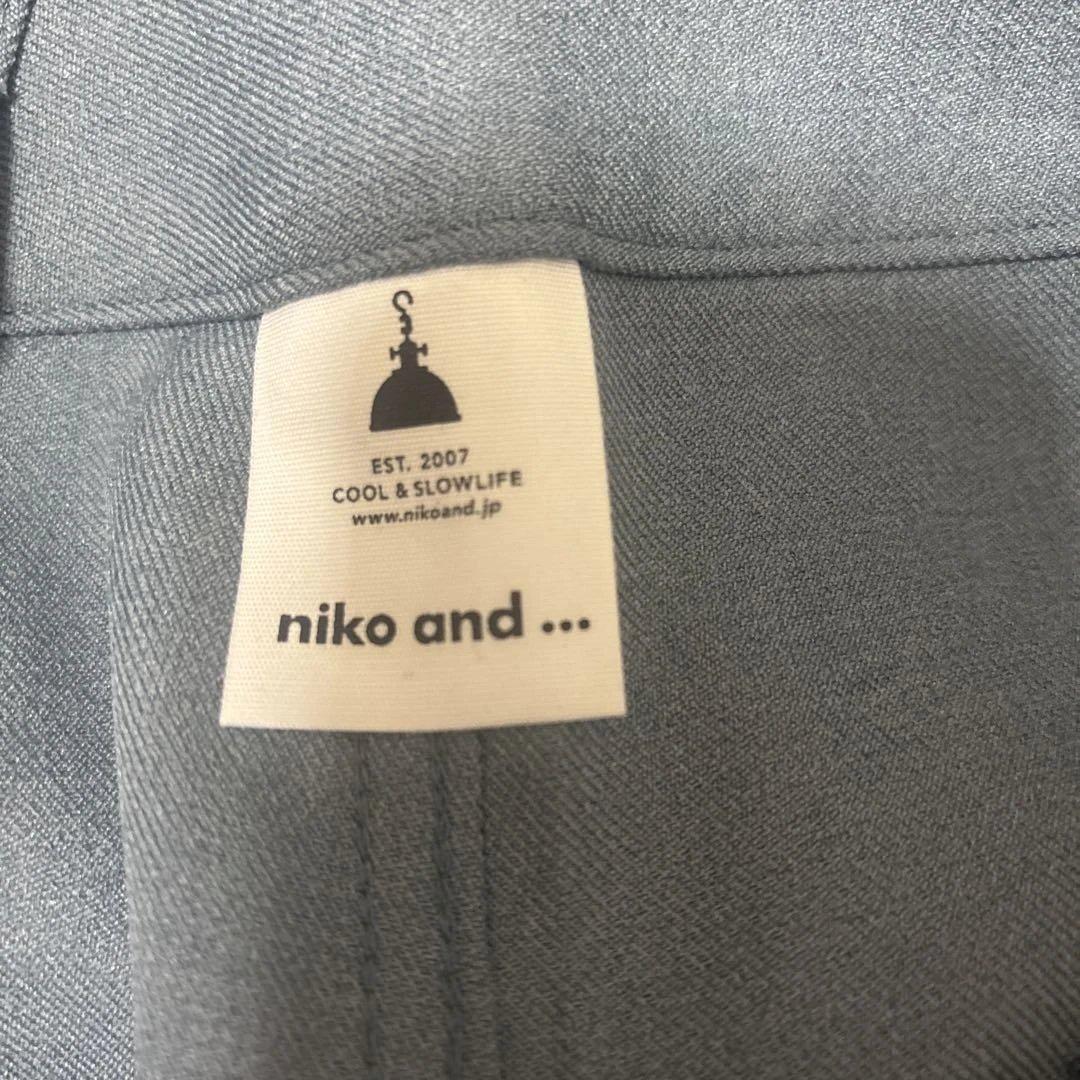 EST. 2007
COOL & SLOWLIFE
www.nikoand.jp
niko and ...